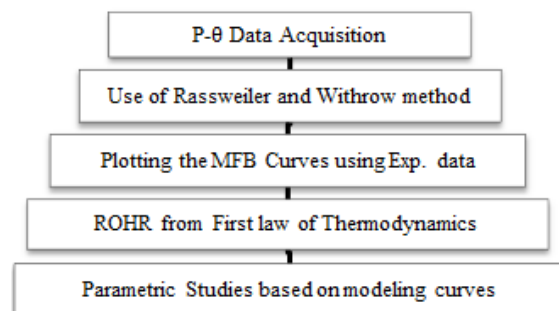 P-θ Data Acquisition
Use of Rassweiler and Withrow method
Plotting the MFB Curves using Exp. data
ROHR from First law of Thermodynamics
Parametric Studies based on modeling curves